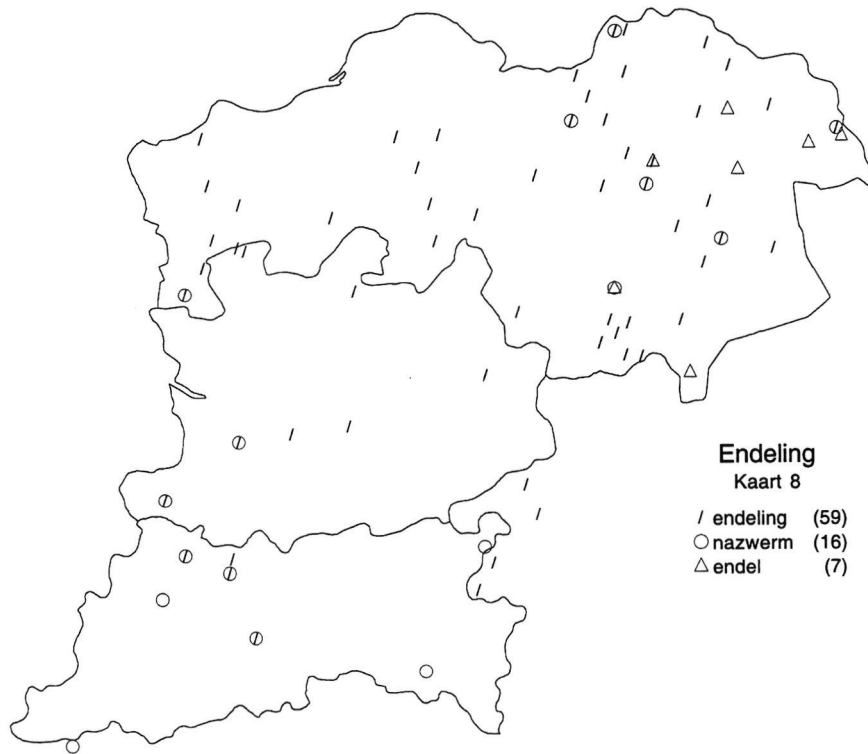 Endeling
Kaart 8
endeling (59)
nazwerm (16)
endel (7)